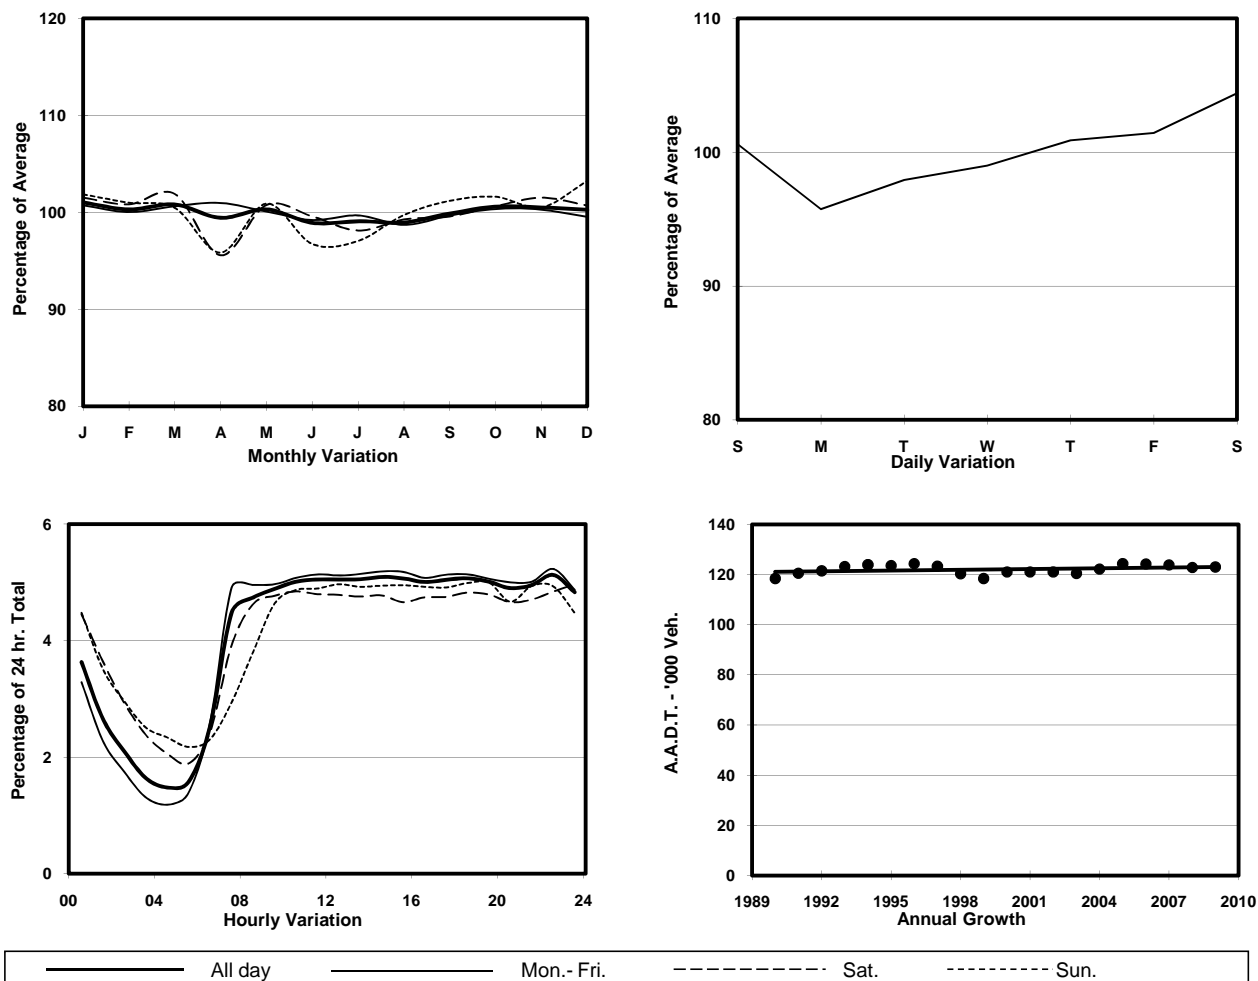 120
110
100
90
80
Percentage of Average
J F M A M J J A S O N D
Monthly Variation
110
100
90
80
Percentage of Average
S M T W T F S
Daily Variation
6
4
2
0
Percentage of 24 hr. Total
00 04 08 12 16 20 24
Hourly Variation
140
120
100
80
60
40
20
0
A.A.D.T. - '000 Veh.
1989 1992 1995 1998 2001 2004 2007 2010
Annual Growth
All day Mon.- Fri. Sat. Sun.